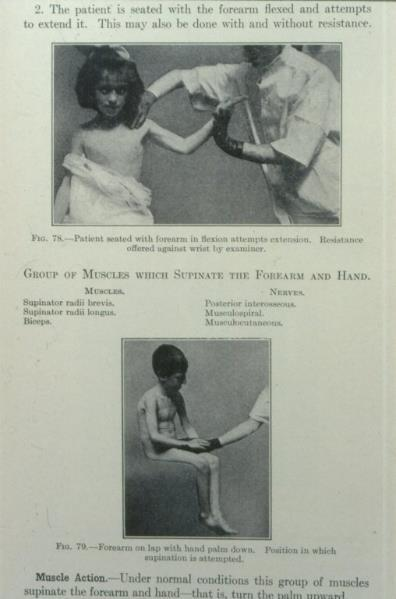 2. The patient is seated with the forearm flexed and attempts
to extend it. This may also be done with and without resistance.
FIG. 78.—Patient seated with forearm in flexion attempts extension. Resistance
offered against wrist by examiner.
GROUP OF MUSCLES WHICH SUPINATE THE FOREARM AND HAND.
MUSCLES. NERVES.
Supinator radii brevis. Posterior interosseous.
Supinator radii longus. Musculospiral.
Biceps. Musculocutaneous.
FIG. 79.—Forearm on lap with hand palm down. Position in which
supination is attempted.
Muscle Action.—Under normal conditions this group of muscles
supinate the forearm and hand—that is, turn the palm upward.